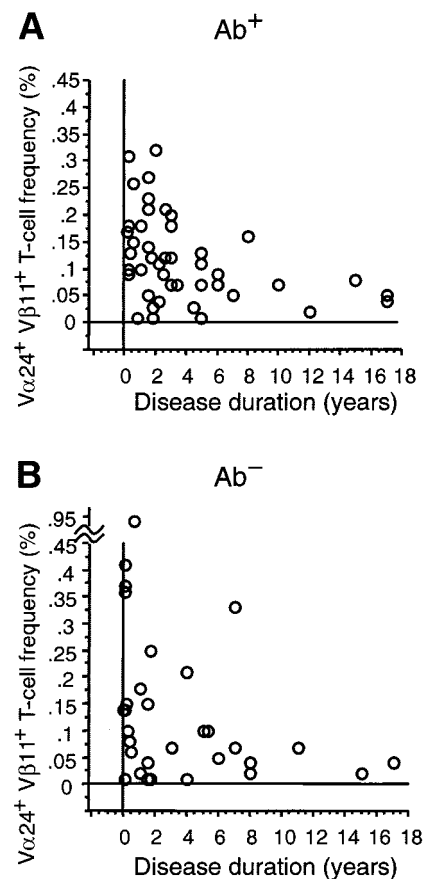 A
Ab⁺
Vα24⁺ Vβ11⁺ T-cell frequency (%)
.45
.4
.35
.3
.25
.2
.15
.1
.05
0
0 2 4 6 8 10 12 14 16 18
Disease duration (years)
B
Ab⁻
Vα24⁺ Vβ11⁺ T-cell frequency (%)
.95
.45
.4
.35
.3
.25
.2
.15
.1
.05
0
0 2 4 6 8 10 12 14 16 18
Disease duration (years)